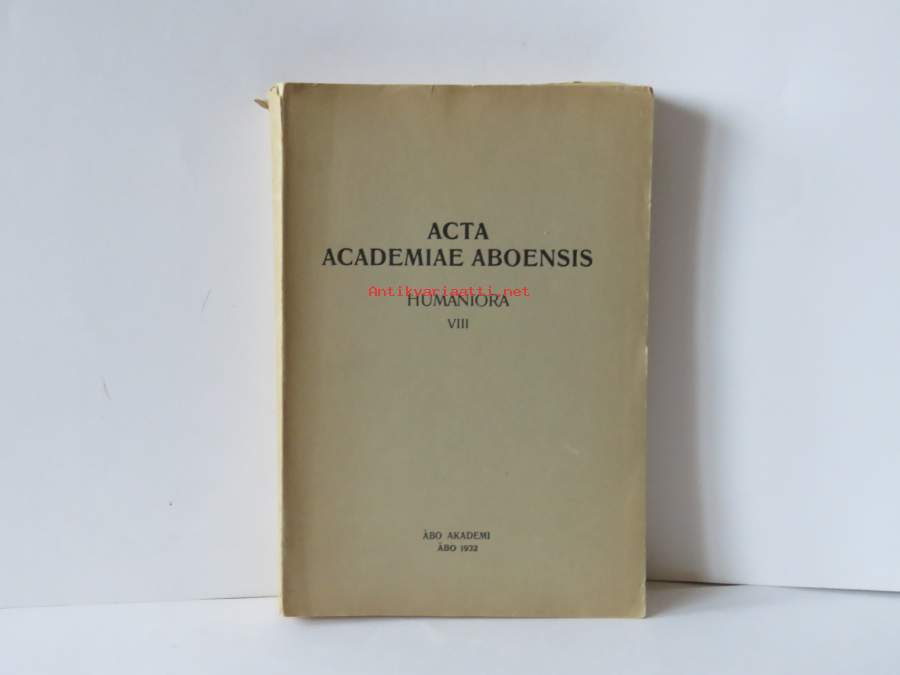 ACTA
ACADEMIAE ABOENSIS
Antikvariaatti.net
HUMANIORA
VIII
ÅBO AKADEMI
ÅBO 1932